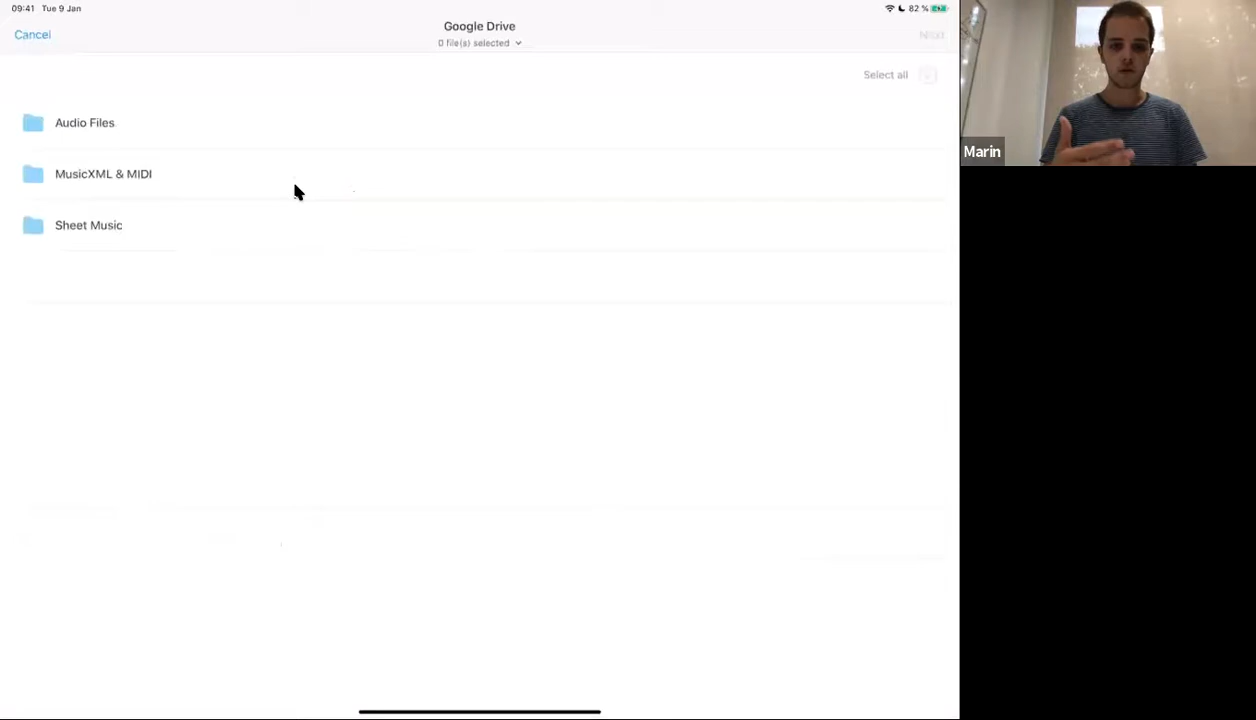 09:41 Tue 9 Jan
82 %
Cancel
Google Drive
Next
0 file(s) selected
Select all
Audio Files
MusicXML & MIDI
Sheet Music
Marin